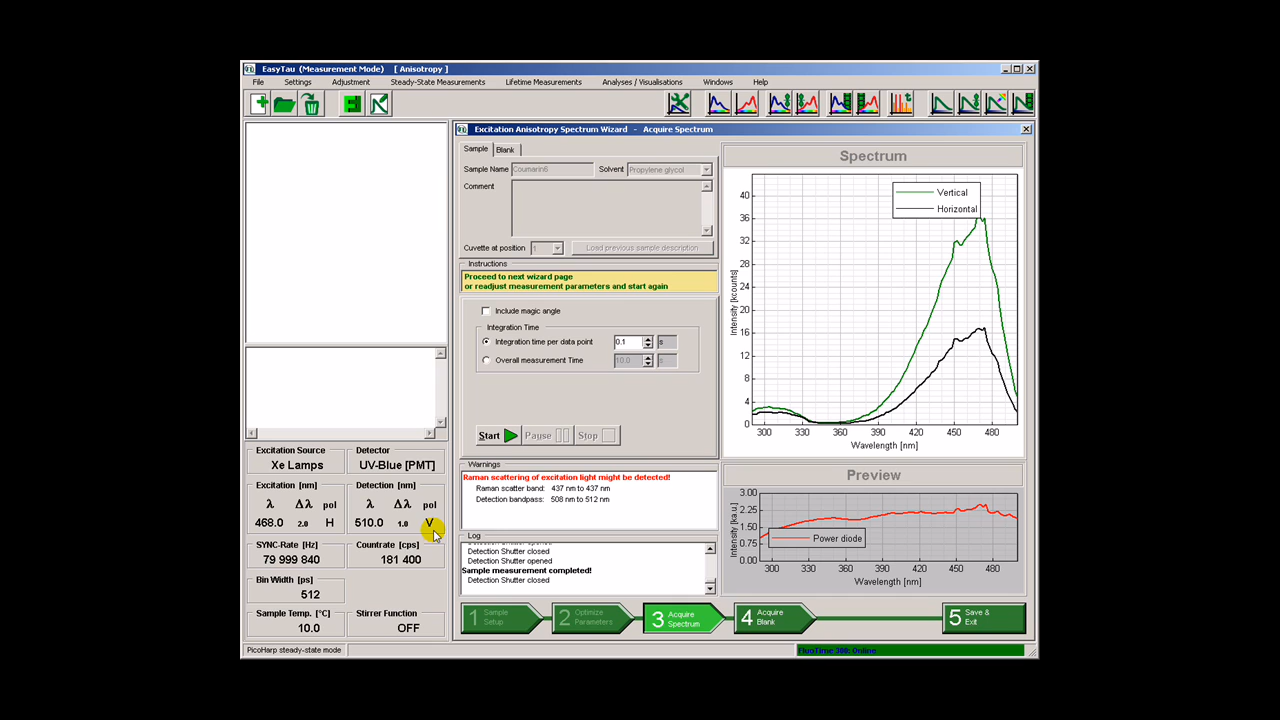 EasyTau (Measurement Mode) [ Anisotropy ]
File Settings Adjustment Steady-State Measurements Lifetime Measurements Analyses / Visualisations Windows Help
Excitation Anisotropy Spectrum Wizard - Acquire Spectrum
Sample Blank
Sample Name Coumarin6 Solvent Propylene glycol
Comment
Cuvette at position 1 Load previous sample description
Instructions
Proceed to next wizard page
or readjust measurement parameters and start again
Include magic angle
Integration Time
Integration time per data point 0.1 s
Overall measurement Time 10.0 s
Start Pause Stop
Warnings
Raman scattering of excitation light might be detected!
Raman scatter band: 437 nm to 437 nm
Detection bandpass: 508 nm to 512 nm
Log
Detection Shutter closed
Detection Shutter opened
Sample measurement completed!
Detection Shutter closed
Spectrum
Vertical
Horizontal
Intensity [kcounts]
40
36
32
28
24
20
16
12
8
4
0
300 330 360 390 420 450 480
Wavelength [nm]
Preview
Intensity [ka.u.]
3.00
2.25
1.50
0.75
0.00
Power diode
300 330 360 390 420 450 480
Wavelength [nm]
Excitation Source Detector
Xe Lamps UV-Blue [PMT]
Excitation [nm] Detection [nm]
λ Δλ pol λ Δλ pol
468.0 2.0 H 510.0 1.0 V
SYNC-Rate [Hz] Countrate [cps]
79 999 840 181 400
Bin Width [ps]
512
Sample Temp. [°C] Stirrer Function
10.0 OFF
1 Sample Setup
2 Optimize Parameters
3 Acquire Spectrum
4 Acquire Blank
5 Save & Exit
PicoHarp steady-state mode FluoTime 300: Online